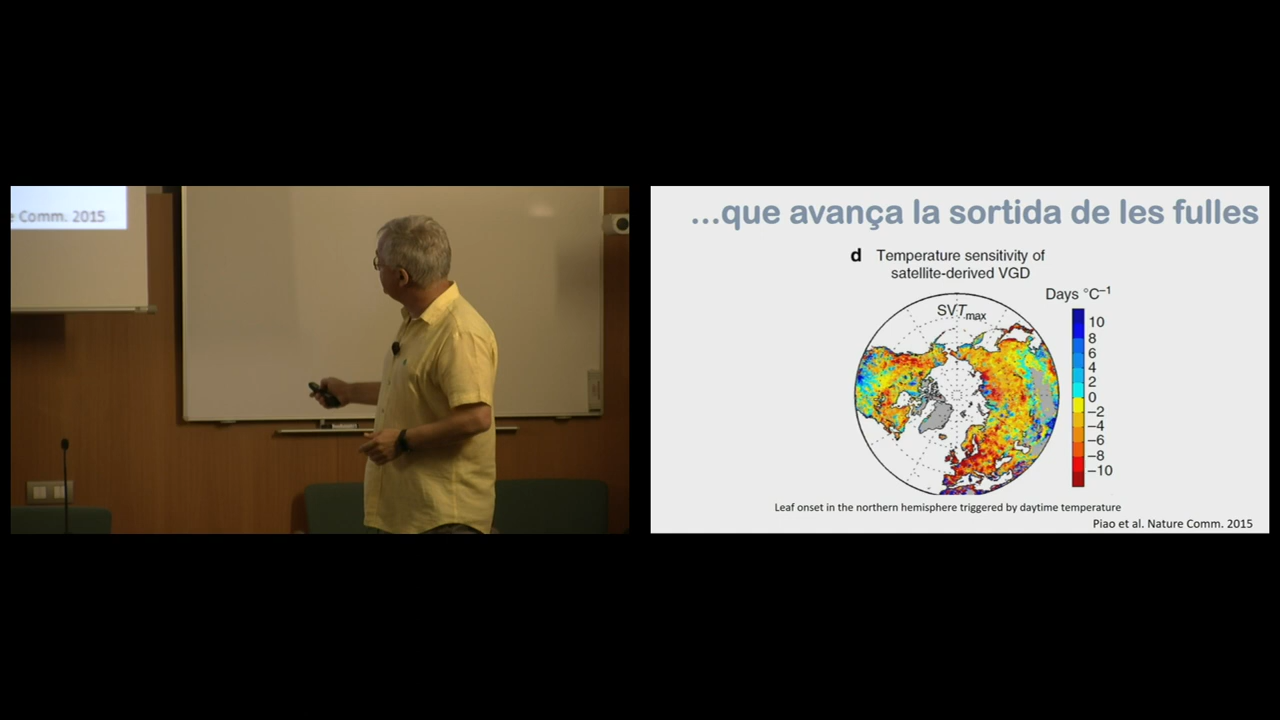 e Comm. 2015
...que avança la sortida de les fulles
d Temperature sensitivity of
satellite-derived VGD
Days °C⁻¹
SVTmax
10
8
6
4
2
0
−2
−4
−6
−8
−10
Leaf onset in the northern hemisphere triggered by daytime temperature
Piao et al. Nature Comm. 2015